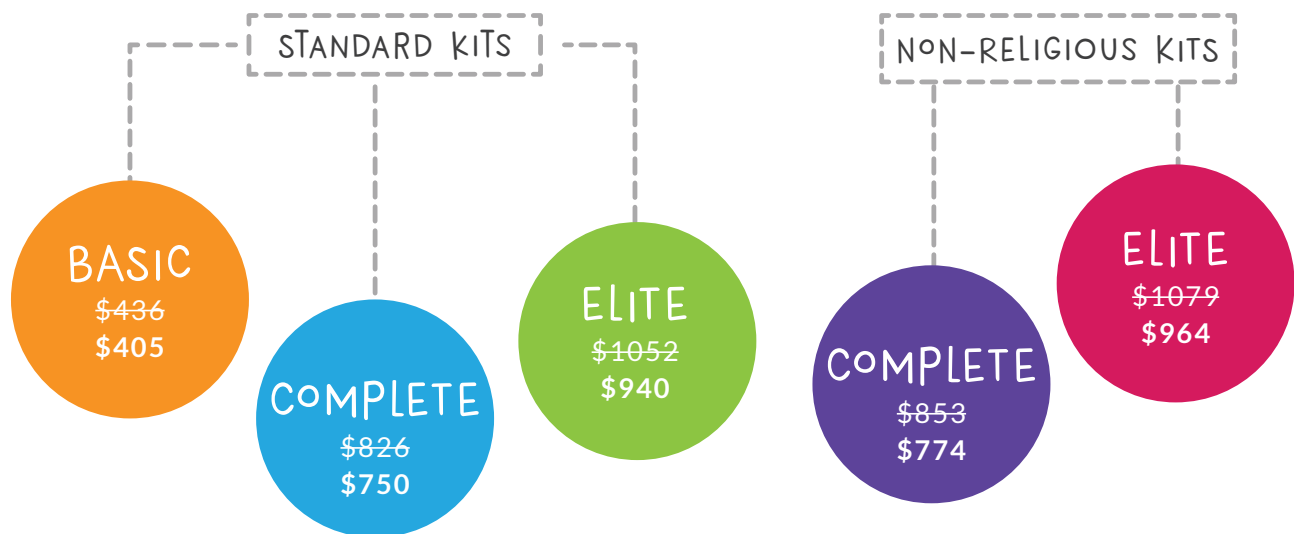 STANDARD KITS
BASIC
$436
$405
COMPLETE
$826
$750
ELITE
$1052
$940
NON-RELIGIOUS KITS
COMPLETE
$853
$774
ELITE
$1079
$964